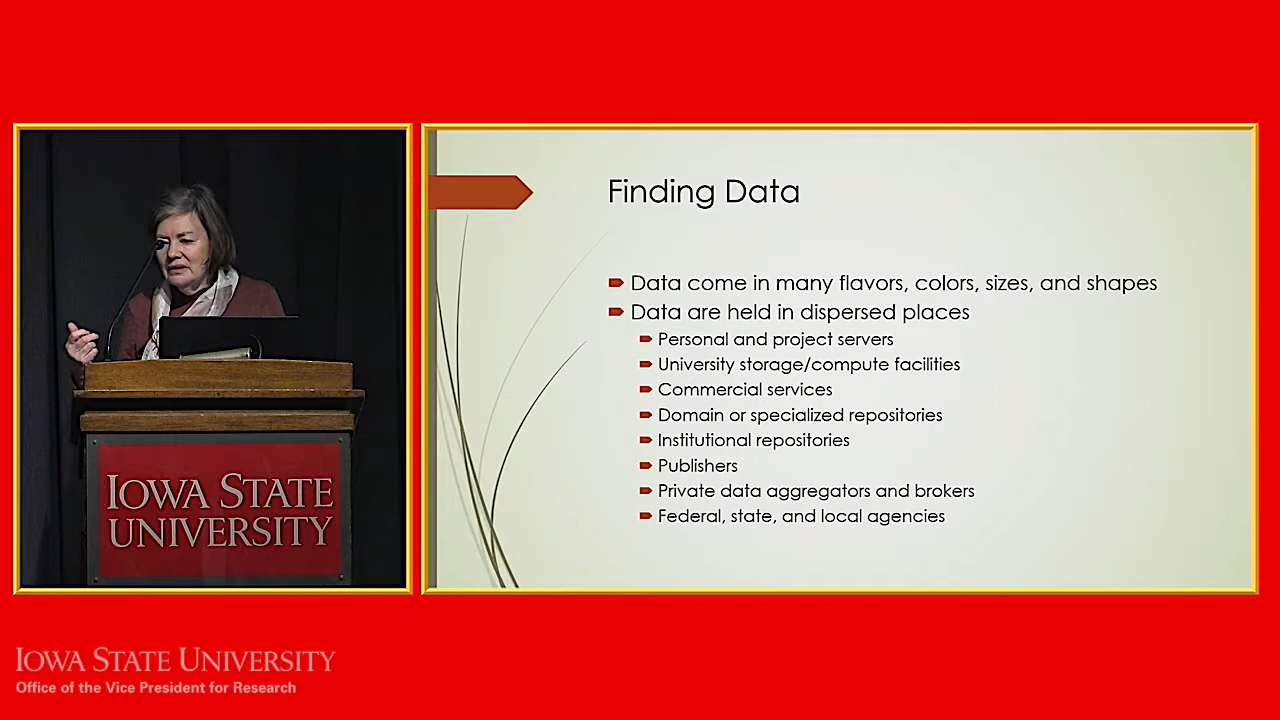 Finding Data
Data come in many flavors, colors, sizes, and shapes
Data are held in dispersed places
Personal and project servers
University storage/compute facilities
Commercial services
Domain or specialized repositories
Institutional repositories
Publishers
Private data aggregators and brokers
Federal, state, and local agencies
IOWA STATE
UNIVERSITY
IOWA STATE UNIVERSITY
Office of the Vice President for Research